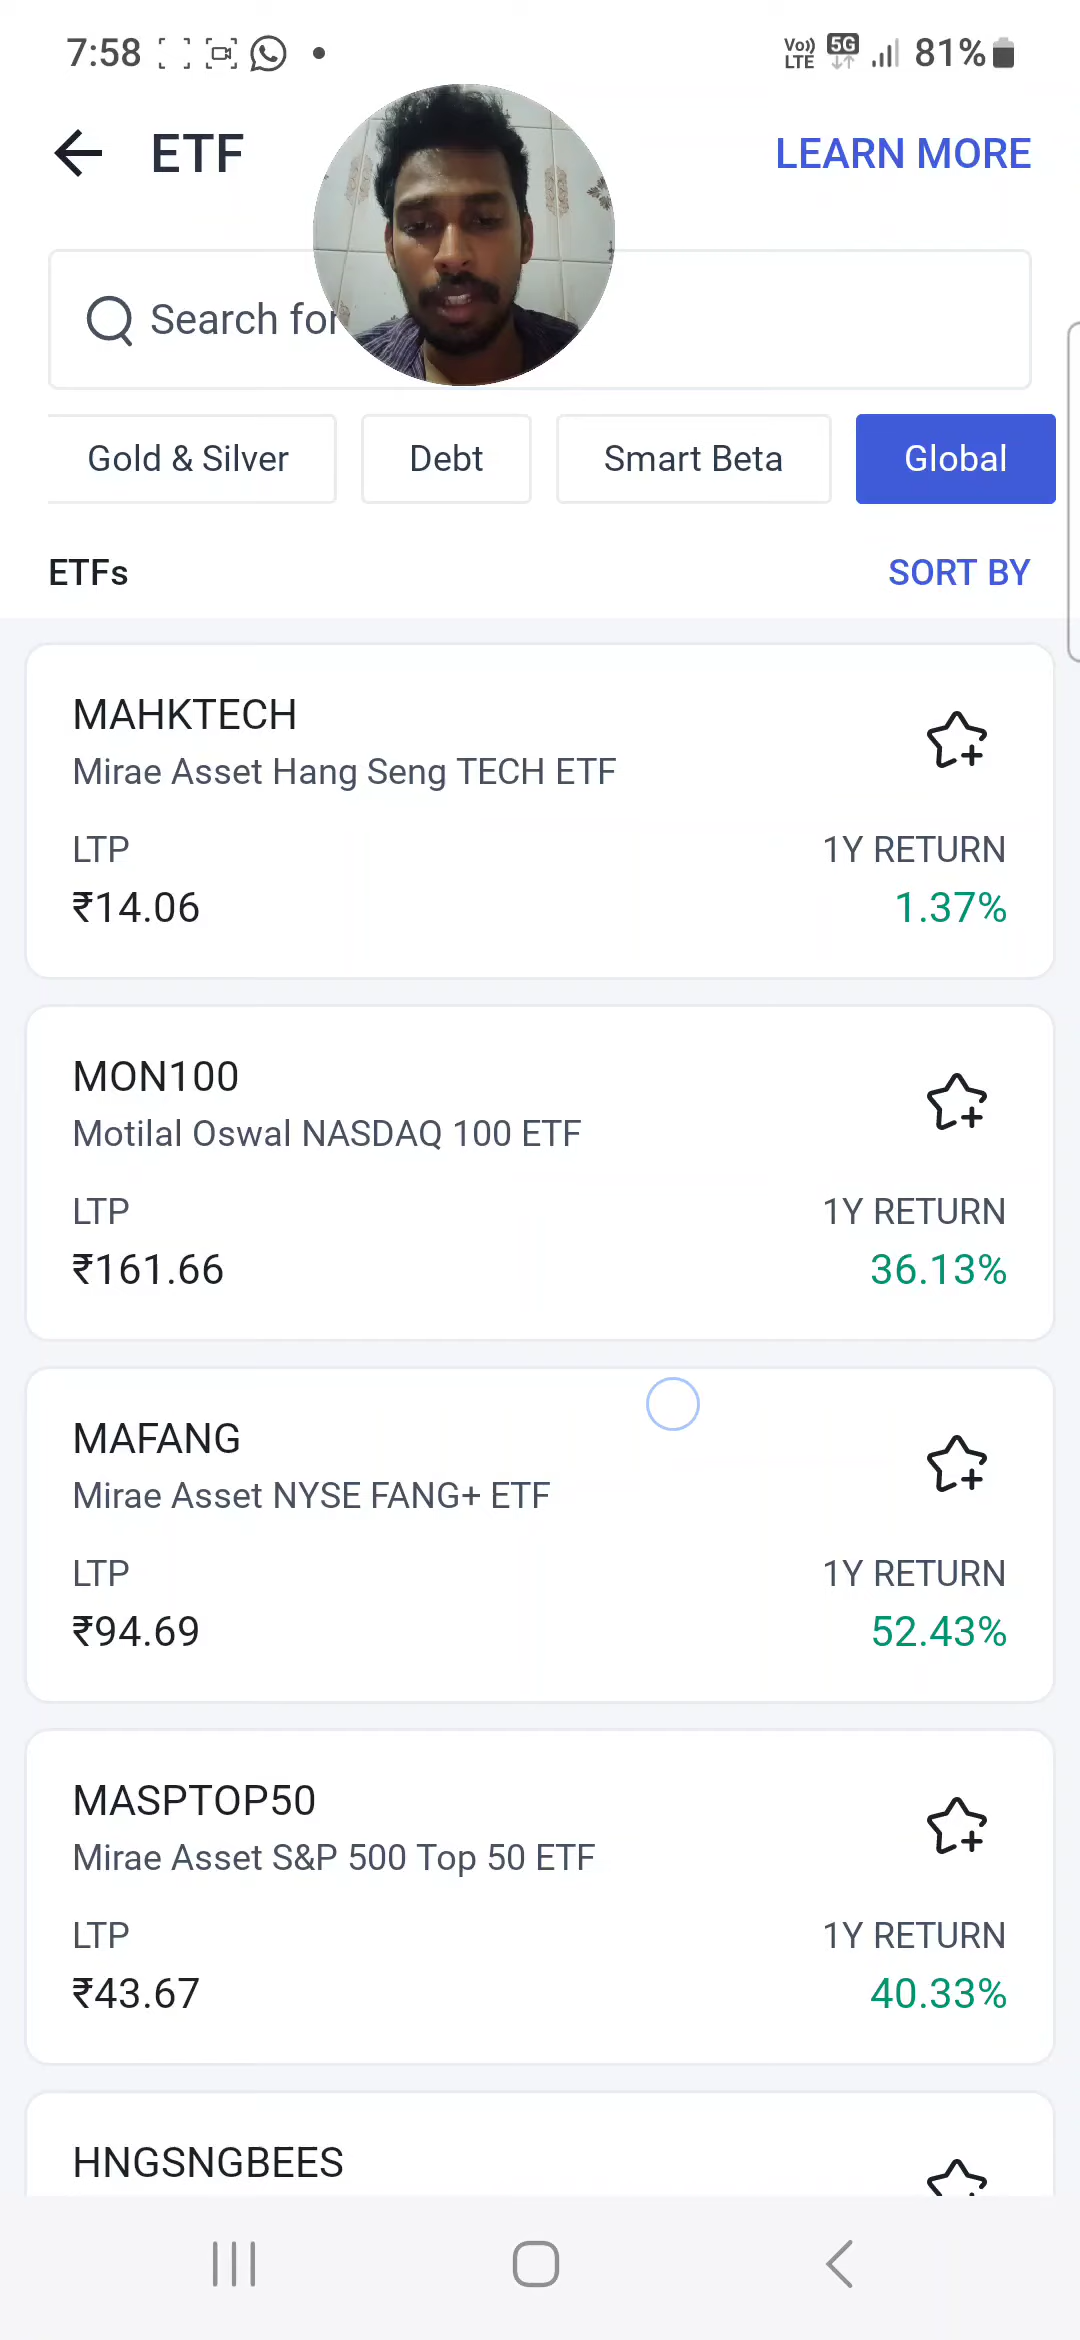 7:58
Vo)) LTE 5G 81%
ETF
LEARN MORE
Search for
Gold & Silver
Debt
Smart Beta
Global
ETFs
SORT BY
MAHKTECH
Mirae Asset Hang Seng TECH ETF
LTP
1Y RETURN
₹14.06
1.37%
MON100
Motilal Oswal NASDAQ 100 ETF
LTP
1Y RETURN
₹161.66
36.13%
MAFANG
Mirae Asset NYSE FANG+ ETF
LTP
1Y RETURN
₹94.69
52.43%
MASPTOP50
Mirae Asset S&P 500 Top 50 ETF
LTP
1Y RETURN
₹43.67
40.33%
HNGSNGBEES